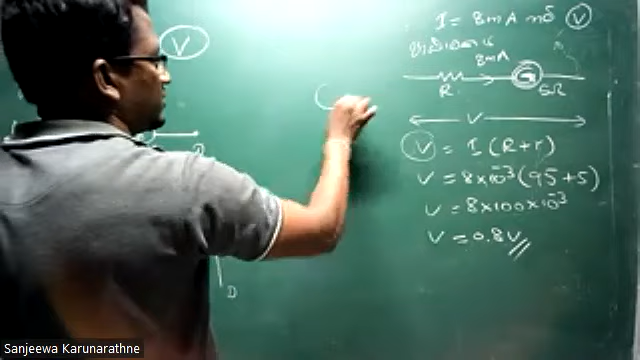 V
I = 8mA නම් V
8mA
R
G
5Ω
V
V = I (R+r)
V = 8×10⁻³ (95+5)
V = 8×100×10⁻³
V = 0.8V
D
Sanjeewa Karunarathne